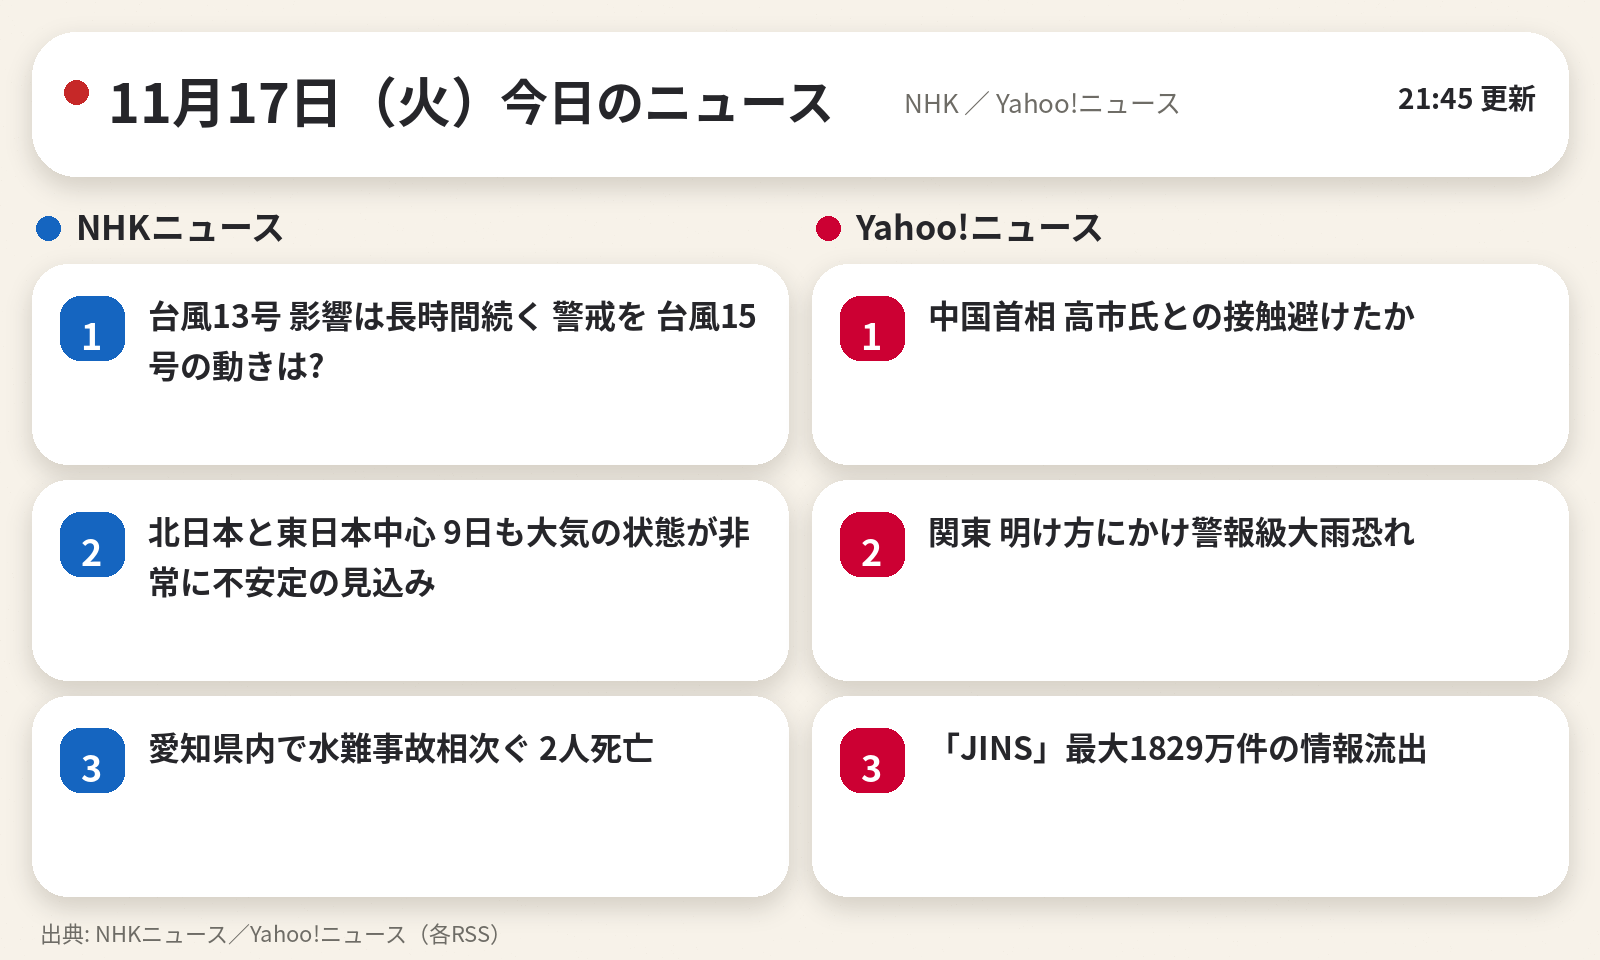 11月17日（火）今日のニュース
NHK ／ Yahoo!ニュース
21:45 更新
NHKニュース
1
台風13号 影響は長時間続く 警戒を 台風15
号の動きは?
2
北日本と東日本中心 9日も大気の状態が非
常に不安定の見込み
3
愛知県内で水難事故相次ぐ 2人死亡
Yahoo!ニュース
1
中国首相 高市氏との接触避けたか
2
関東 明け方にかけ警報級大雨恐れ
3
「JINS」最大1829万件の情報流出
出典: NHKニュース／Yahoo!ニュース（各RSS）